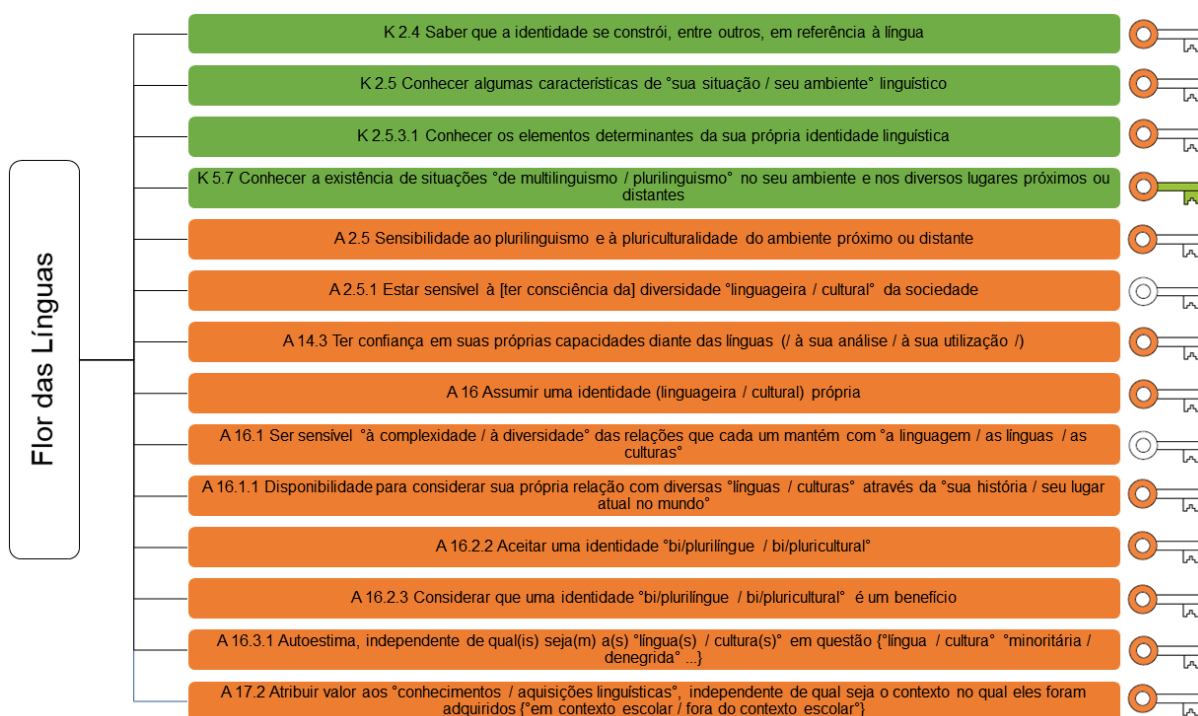 Flor das Línguas
K 2.4 Saber que a identidade se constrói, entre outros, em referência à língua
K 2.5 Conhecer algumas características de °sua situação / seu ambiente° linguístico
K 2.5.3.1 Conhecer os elementos determinantes da sua própria identidade linguística
K 5.7 Conhecer a existência de situações °de multilinguismo / plurilinguismo° no seu ambiente e nos diversos lugares próximos ou
distantes
A 2.5 Sensibilidade ao plurilinguismo e à pluriculturalidade do ambiente próximo ou distante
A 2.5.1 Estar sensível à [ter consciência da] diversidade °linguageira / cultural° da sociedade
A 14.3 Ter confiança em suas próprias capacidades diante das línguas (/ à sua análise / à sua utilização /)
A 16 Assumir uma identidade (linguageira / cultural) própria
A 16.1 Ser sensível °à complexidade / à diversidade° das relações que cada um mantém com °a linguagem / as línguas / as
culturas°
A 16.1.1 Disponibilidade para considerar sua própria relação com diversas °línguas / culturas° através da °sua história / seu lugar
atual no mundo°
A 16.2.2 Aceitar uma identidade °bi/plurilíngue / bi/pluricultural°
A 16.2.3 Considerar que uma identidade °bi/plurilíngue / bi/pluricultural° é um benefício
A 16.3.1 Autoestima, independente de qual(is) seja(m) a(s) °língua(s) / cultura(s)° em questão {°língua / cultura° °minoritária /
denegrida° ...}
A 17.2 Atribuir valor aos °conhecimentos / aquisições linguísticas°, independente de qual seja o contexto no qual eles foram
adquiridos {°em contexto escolar / fora do contexto escolar°}